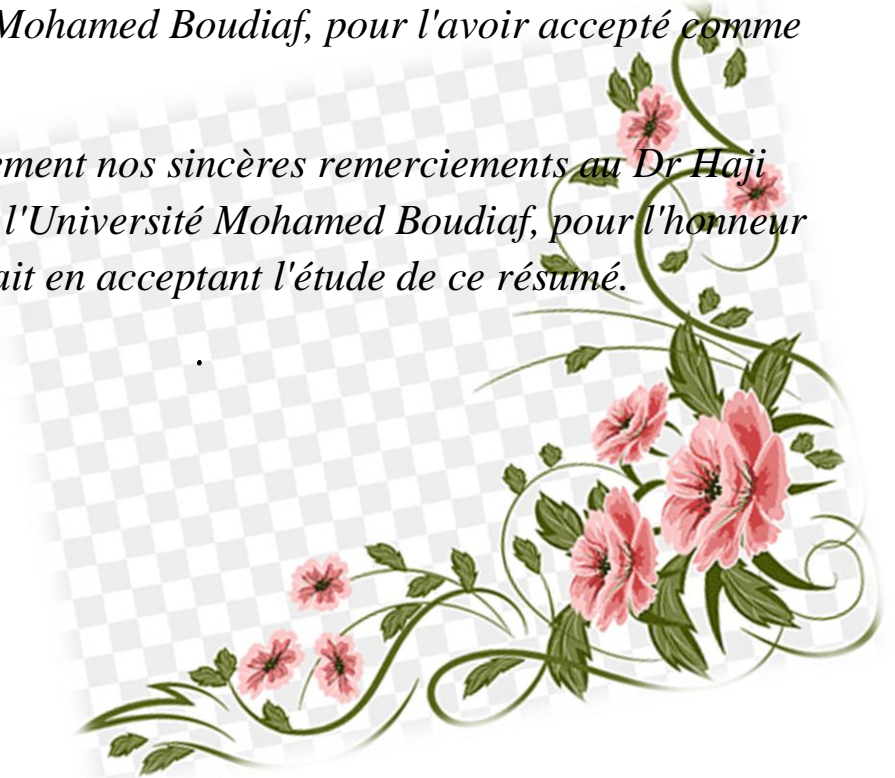 Mohamed Boudiaf, pour l'avoir accepté comme
ement nos sincères remerciements au Dr Haji
l'Université Mohamed Boudiaf, pour l'honneur
ait en acceptant l'étude de ce résumé.
.